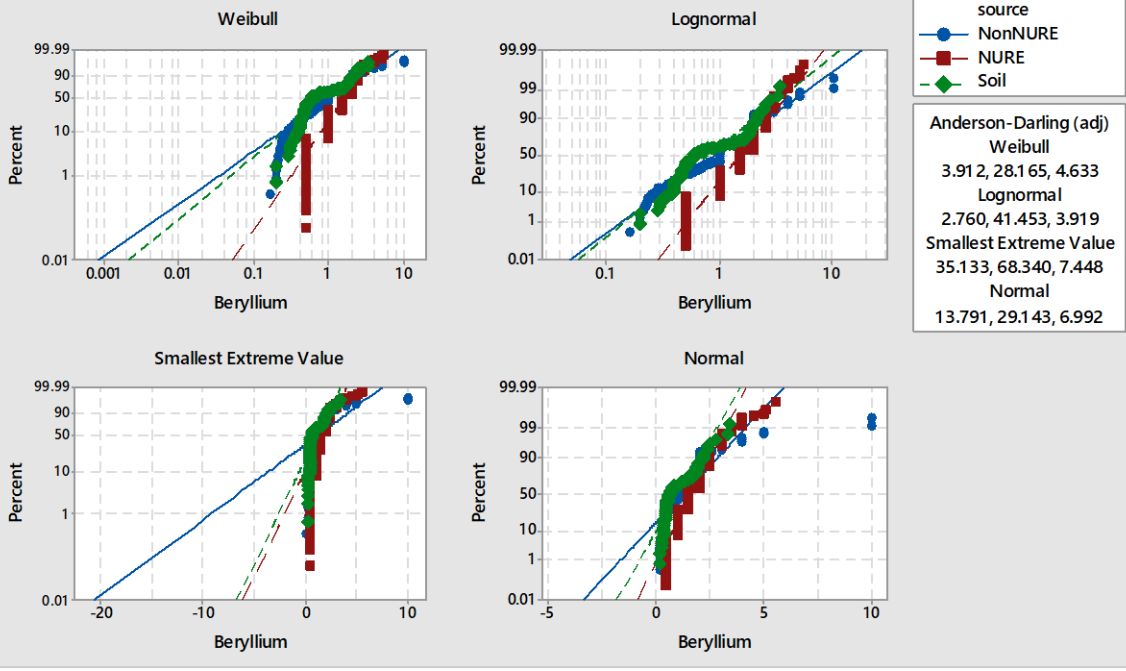 Weibull
99.99
90
50
10
1
0.01
Percent
0.001
0.01
0.1
1
10
Beryllium
Lognormal
99.99
99
90
50
10
1
0.01
Percent
0.1
1
10
Beryllium
source
NonNURE
NURE
Soil
Anderson-Darling (adj)
Weibull
3.912, 28.165, 4.633
Lognormal
2.760, 41.453, 3.919
Smallest Extreme Value
35.133, 68.340, 7.448
Normal
13.791, 29.143, 6.992
Smallest Extreme Value
99.99
90
50
10
1
0.01
Percent
-20
-10
0
10
Beryllium
Normal
99.99
99
90
50
10
1
0.01
Percent
-5
0
5
10
Beryllium